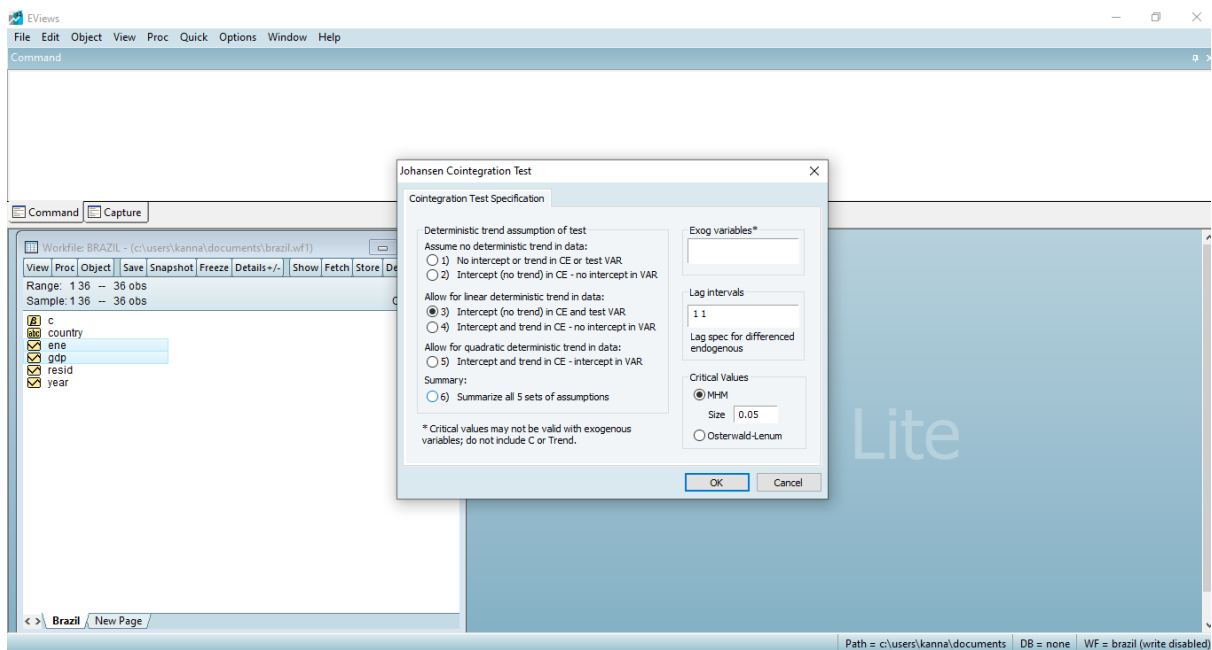 EViews
File Edit Object View Proc Quick Options Window Help
Command
Command Capture
Workfile: BRAZIL - (c:\users\kanna\documents\brazil.wf1)
View Proc Object Save Snapshot Freeze Details+/- Show Fetch Store De
Range: 1 36 -- 36 obs
Sample: 1 36 -- 36 obs
c
country
ene
gdp
resid
year
Brazil New Page
Johansen Cointegration Test
Cointegration Test Specification
Deterministic trend assumption of test
Assume no deterministic trend in data:
1) No intercept or trend in CE or test VAR
2) Intercept (no trend) in CE - no intercept in VAR
Allow for linear deterministic trend in data:
3) Intercept (no trend) in CE and test VAR
4) Intercept and trend in CE - no intercept in VAR
Allow for quadratic deterministic trend in data:
5) Intercept and trend in CE - intercept in VAR
Summary:
6) Summarize all 5 sets of assumptions
* Critical values may not be valid with exogenous
variables; do not include C or Trend.
Exog variables*
Lag intervals
1 1
Lag spec for differenced
endogenous
Critical Values
MHM
Size 0.05
Osterwald-Lenum
OK Cancel
Lite
Path = c:\users\kanna\documents DB = none WF = brazil (write disabled)